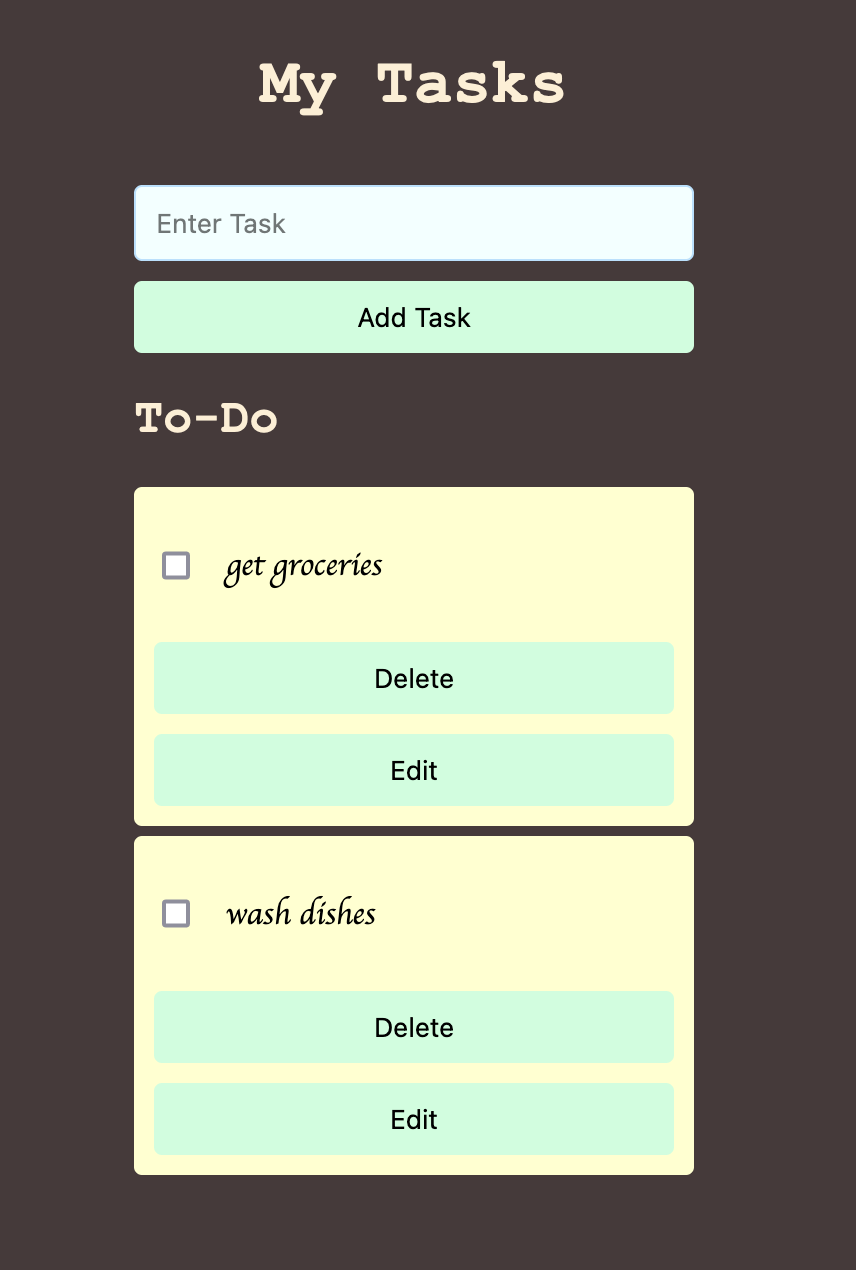 My Tasks
Enter Task
Add Task
To-Do
get groceries
Delete
Edit
wash dishes
Delete
Edit